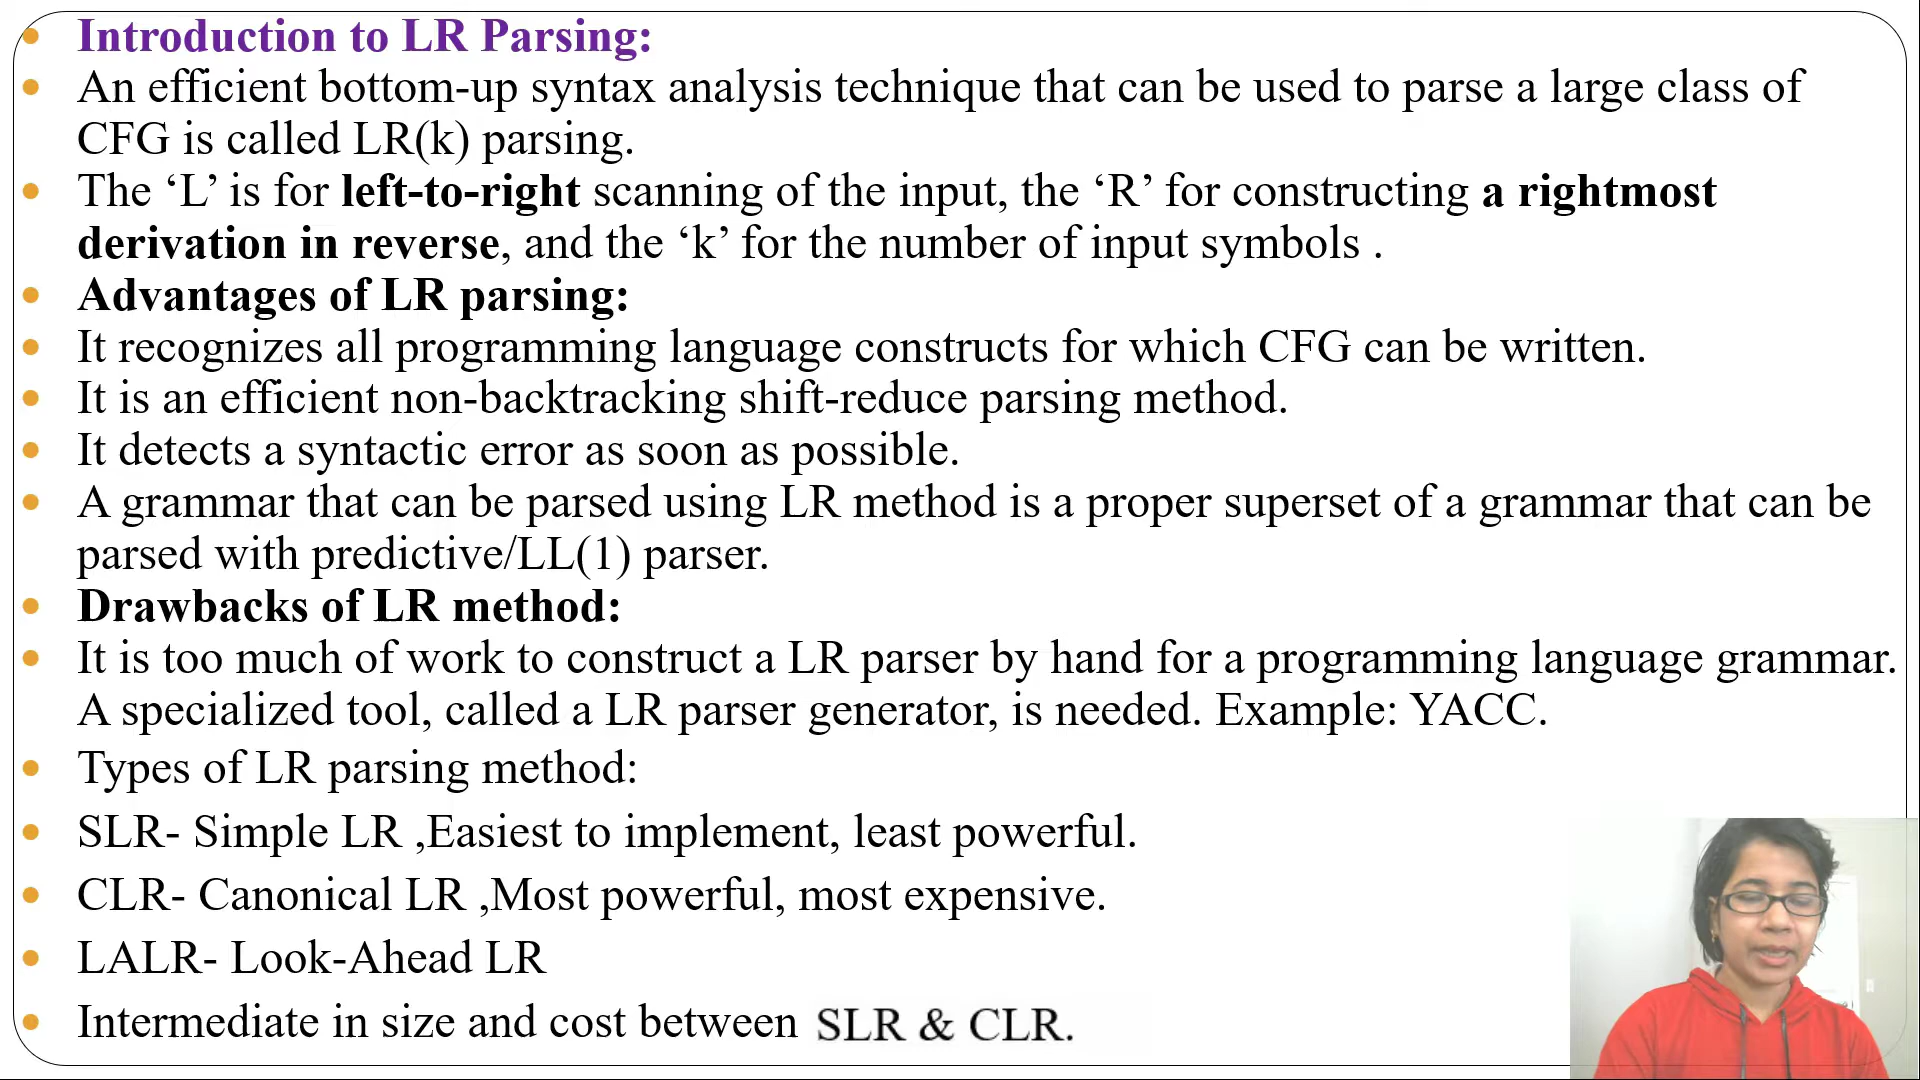 Introduction to LR Parsing:
An efficient bottom-up syntax analysis technique that can be used to parse a large class of
CFG is called LR(k) parsing.
The ‘L’ is for left-to-right scanning of the input, the ‘R’ for constructing a rightmost
derivation in reverse, and the ‘k’ for the number of input symbols .
Advantages of LR parsing:
It recognizes all programming language constructs for which CFG can be written.
It is an efficient non-backtracking shift-reduce parsing method.
It detects a syntactic error as soon as possible.
A grammar that can be parsed using LR method is a proper superset of a grammar that can be
parsed with predictive/LL(1) parser.
Drawbacks of LR method:
It is too much of work to construct a LR parser by hand for a programming language grammar.
A specialized tool, called a LR parser generator, is needed. Example: YACC.
Types of LR parsing method:
SLR- Simple LR ,Easiest to implement, least powerful.
CLR- Canonical LR ,Most powerful, most expensive.
LALR- Look-Ahead LR
Intermediate in size and cost between SLR & CLR.